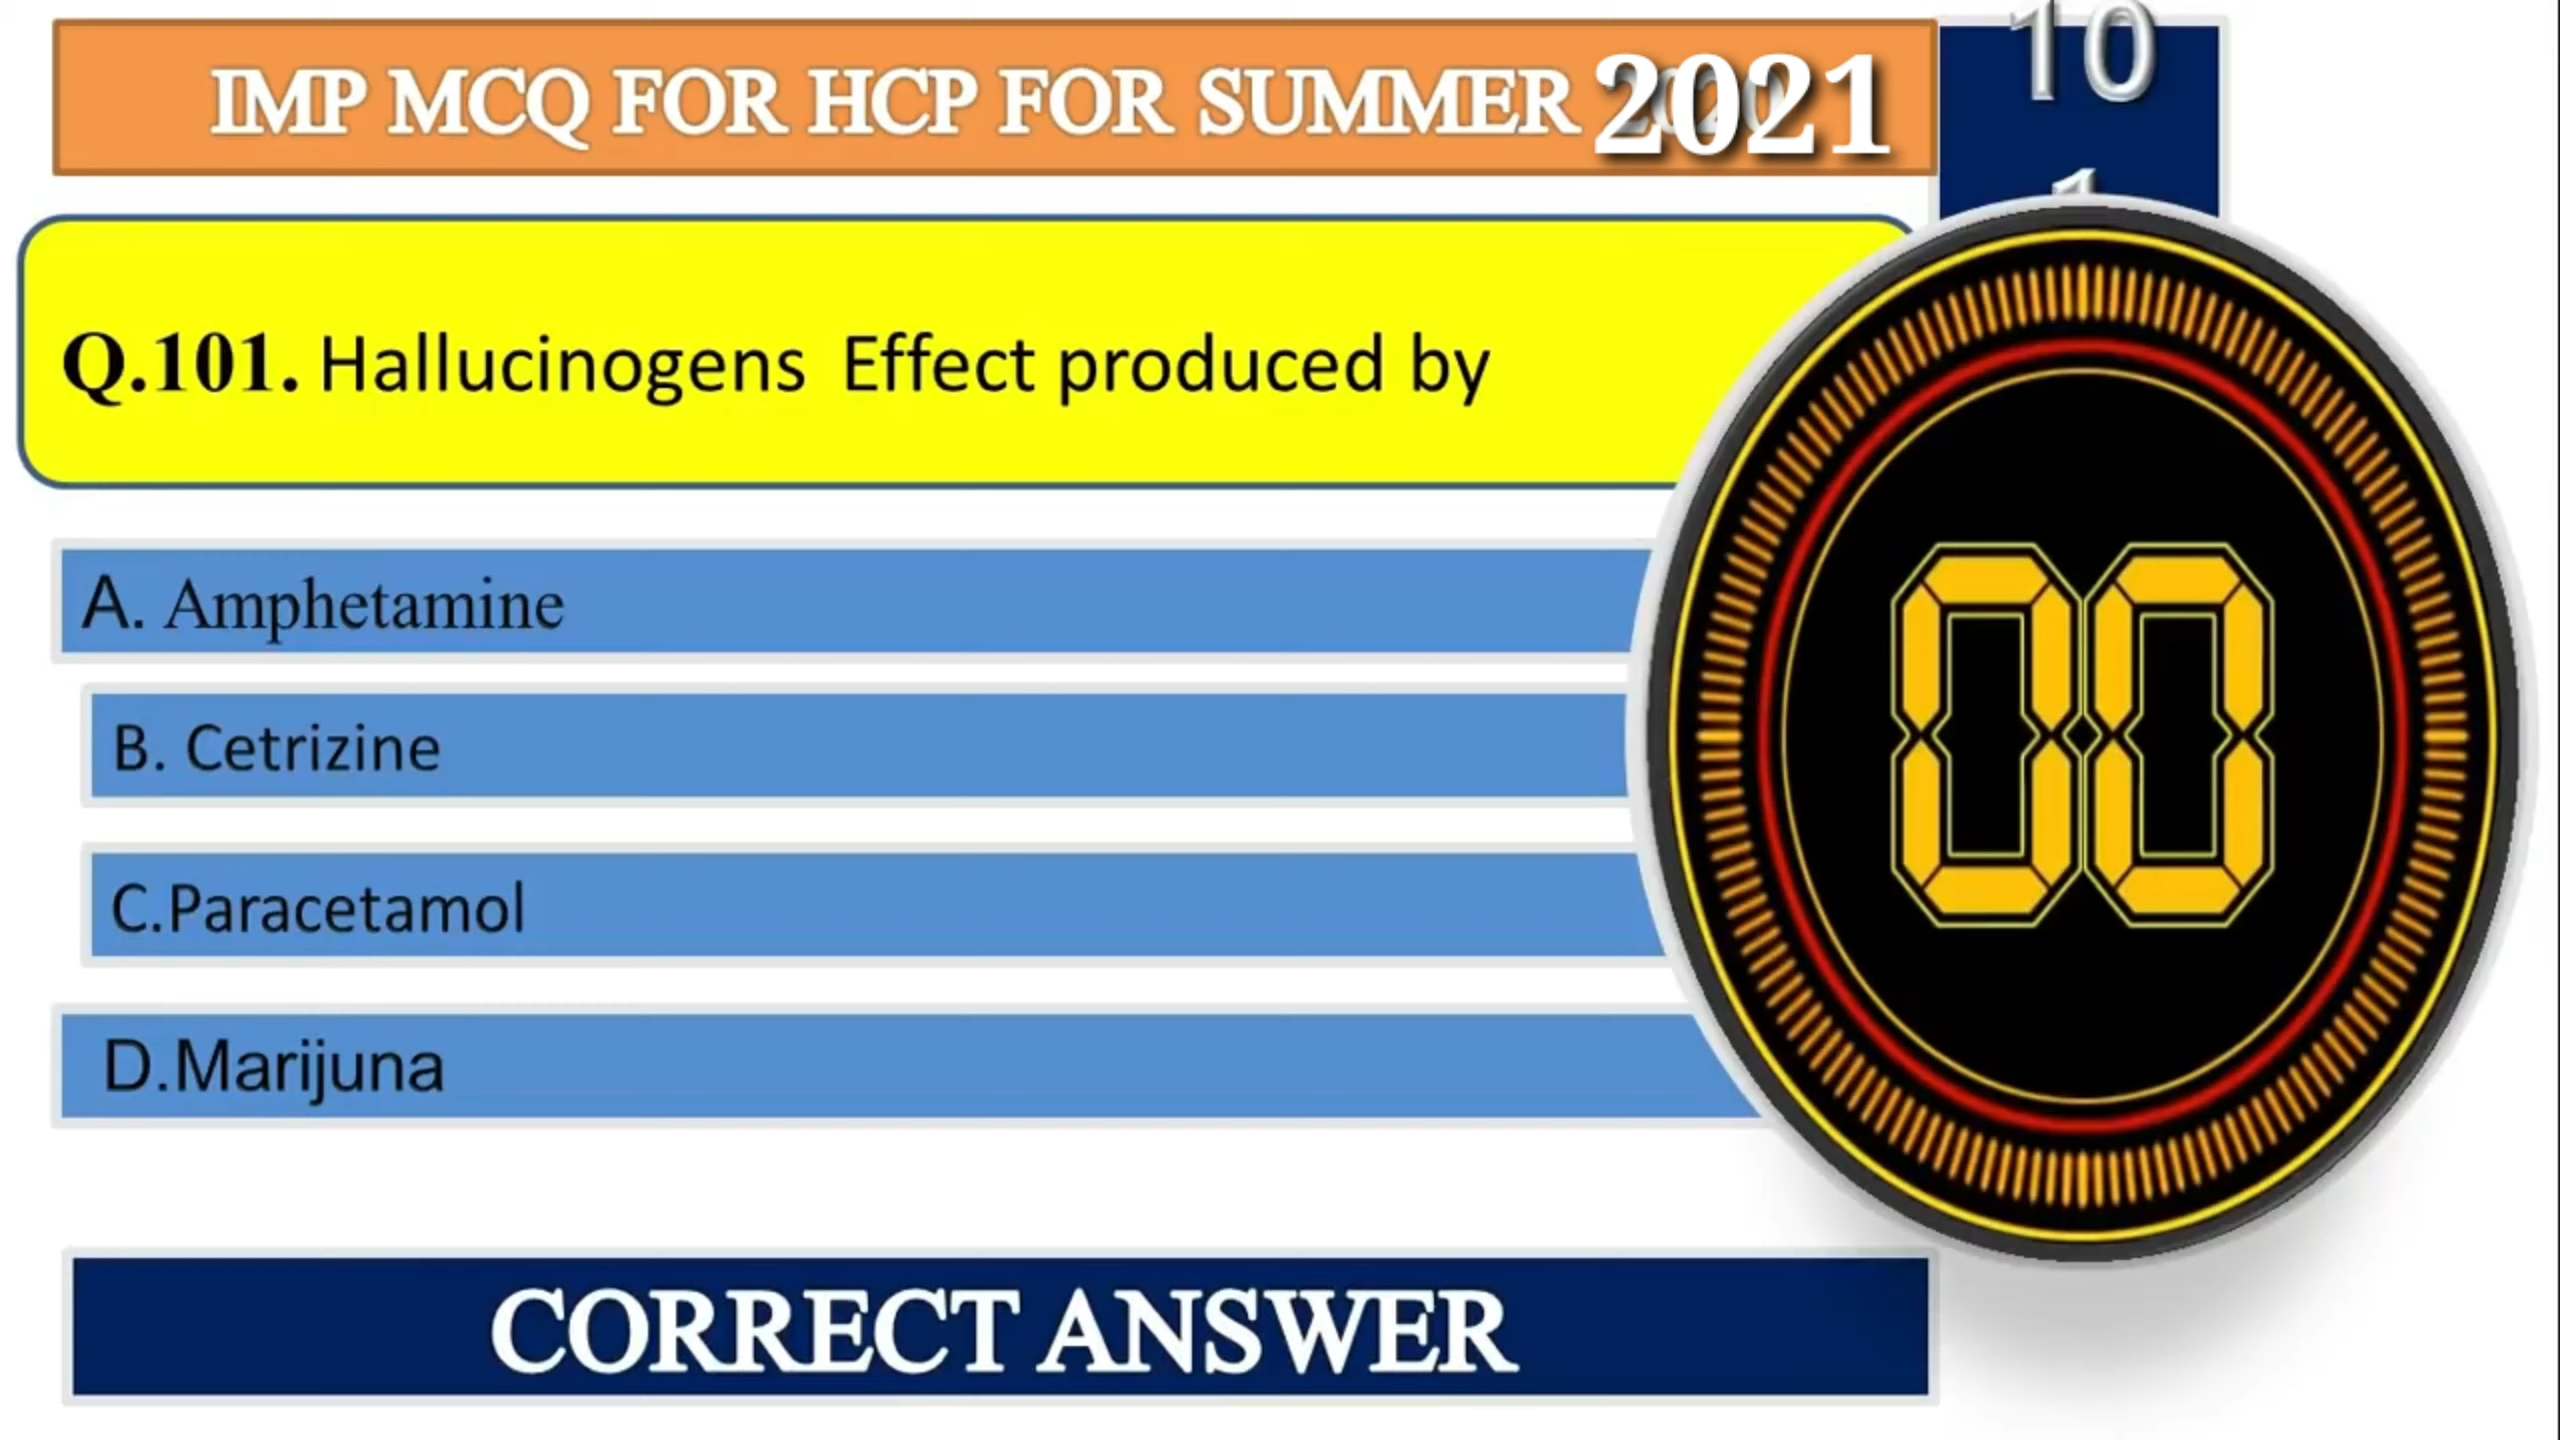 IMP MCQ FOR HCP FOR SUMMER 2021
10
1
Q.101. Hallucinogens Effect produced by
A. Amphetamine
B. Cetrizine
C.Paracetamol
D.Marijuna
00
CORRECT ANSWER